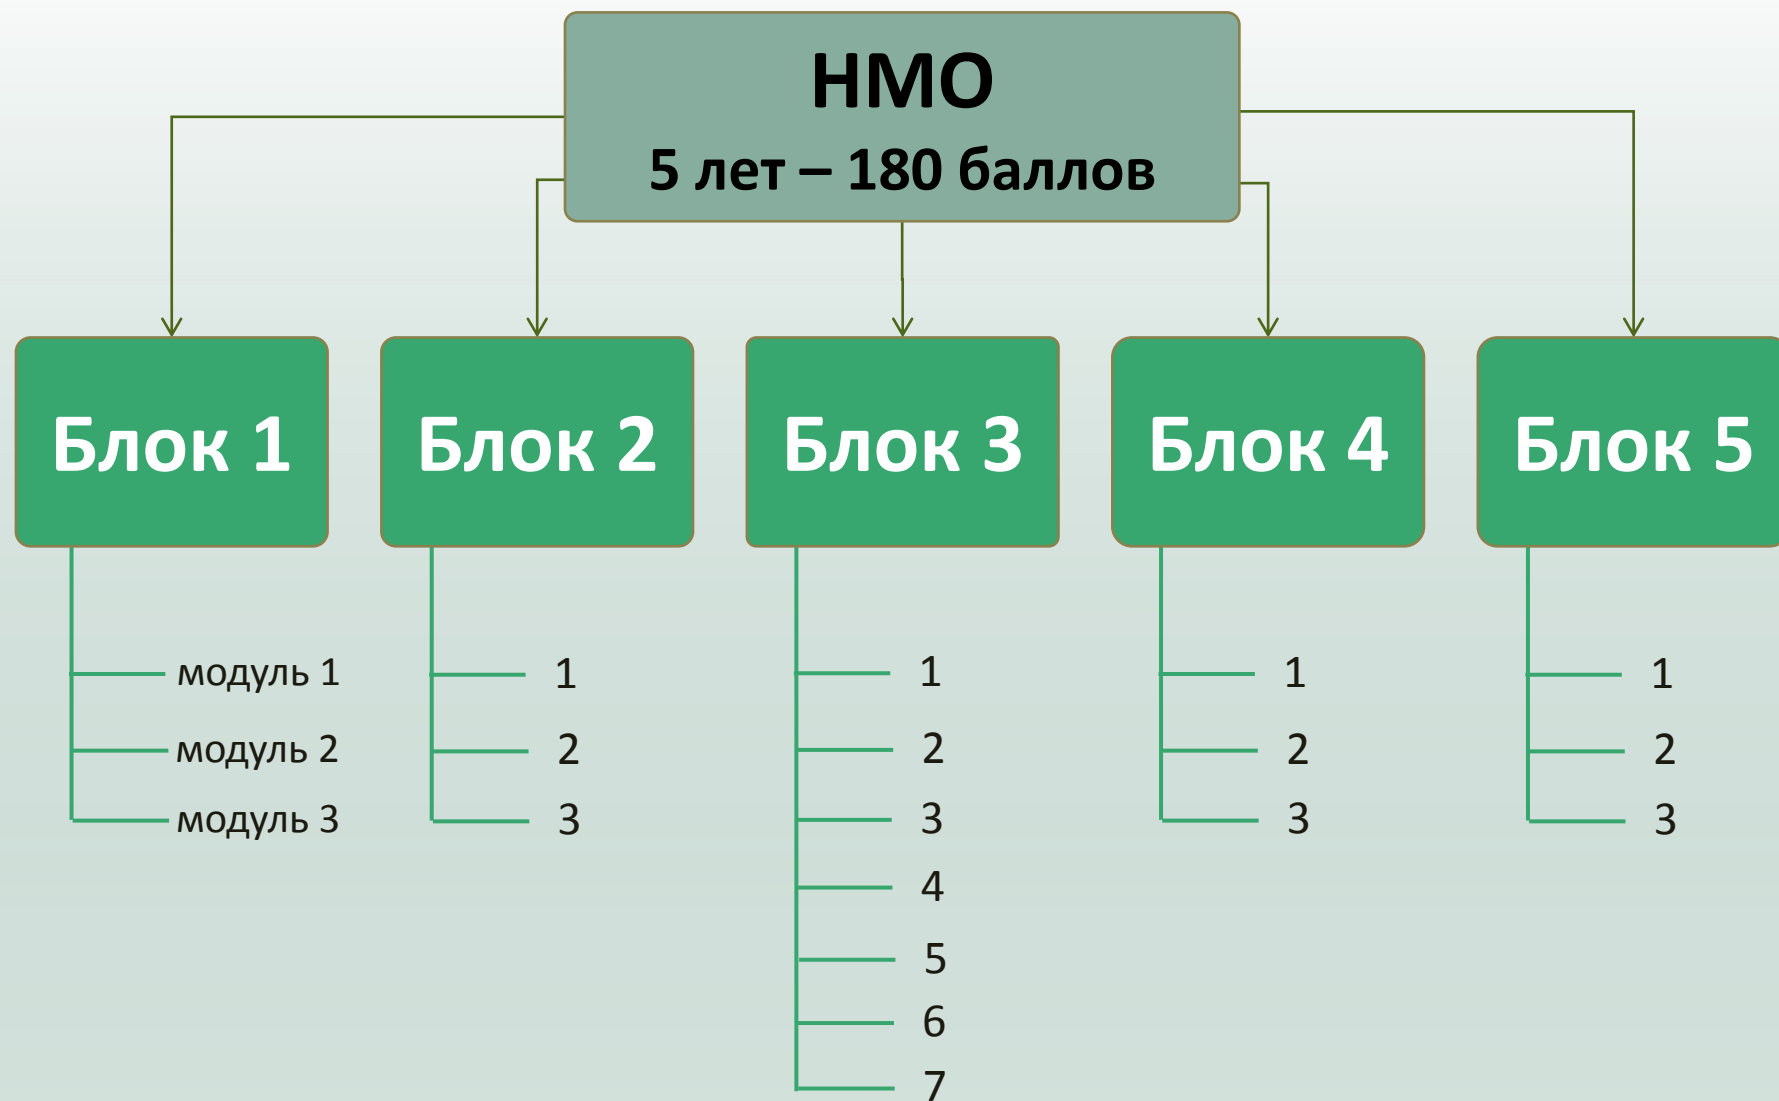 НМО
5 лет – 180 баллов
Блок 1
Блок 2
Блок 3
Блок 4
Блок 5
модуль 1
модуль 2
модуль 3
1
2
3
1
2
3
4
5
6
7
1
2
3
1
2
3